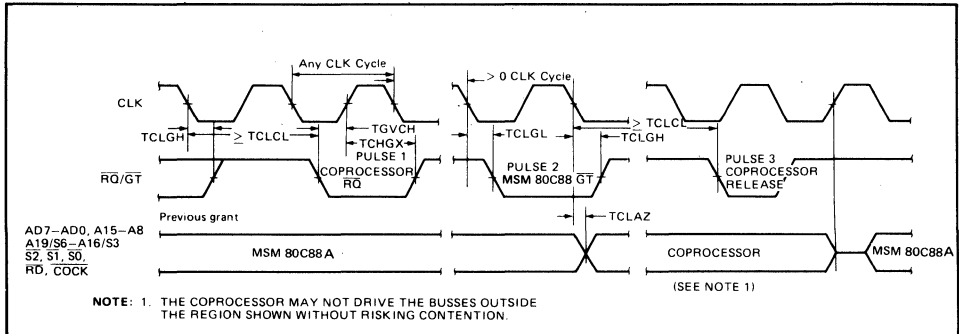 Any CLK Cycle
> 0 CLK Cycle
CLK
TCLGH
≥ TCLCL
TGVCH
TCHGX
TCLGL
≥ TCLCL
TCLGH
PULSE 1
COPROCESSOR
RQ
PULSE 2
MSM 80C88 GT
PULSE 3
COPROCESSOR
RELEASE
RQ/GT
Previous grant
TCLAZ
AD7–AD0, A15–A8
A19/S6–A16/S3
S2, S1, S0,
RD, COCK
MSM 80C88A
COPROCESSOR
MSM 80C88A
(SEE NOTE 1)
NOTE: 1. THE COPROCESSOR MAY NOT DRIVE THE BUSSES OUTSIDE
THE REGION SHOWN WITHOUT RISKING CONTENTION.